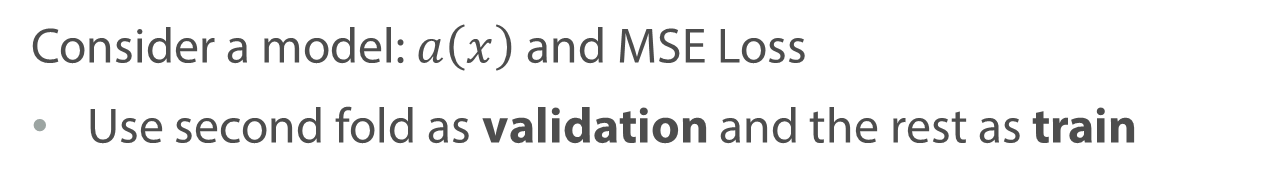 Consider a model: a(x) and MSE Loss
• Use second fold as validation and the rest as train